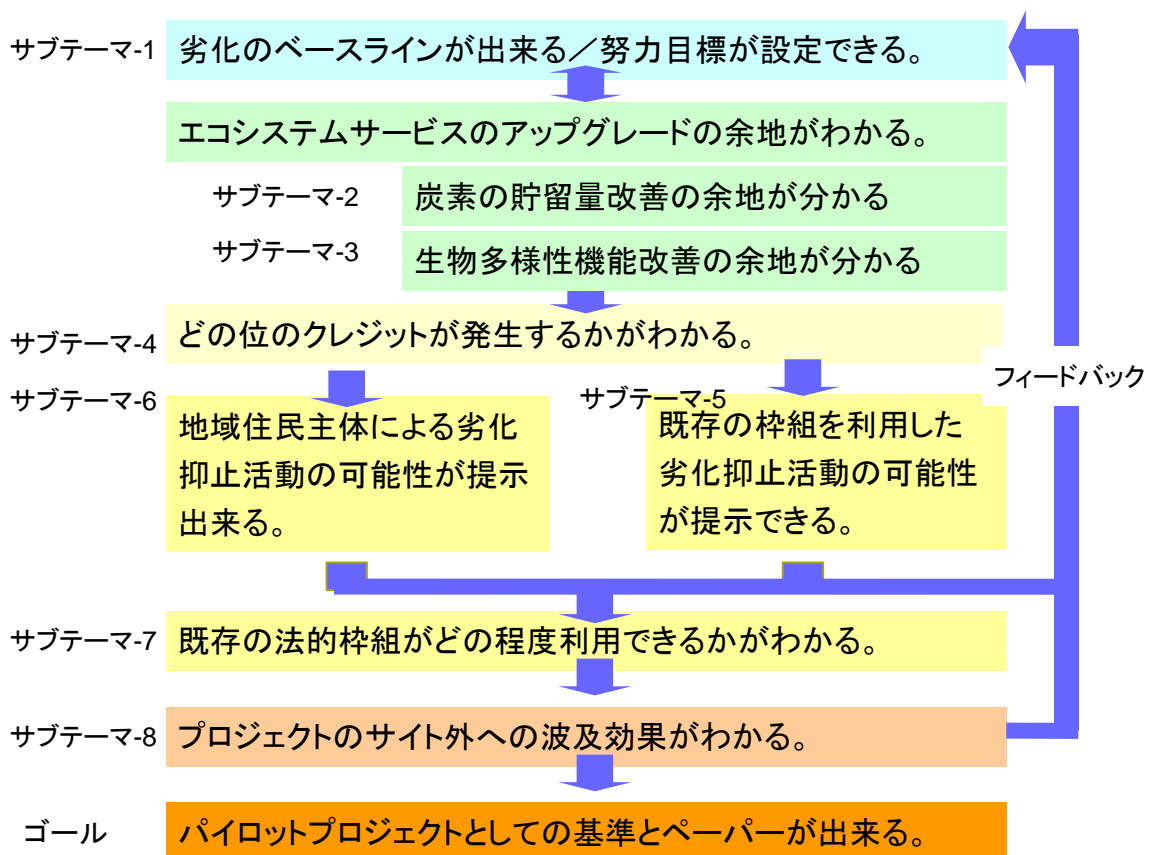 サブテーマ-1 劣化のベースラインが出来る／努力目標が設定できる。
エコシステムサービスのアップグレードの余地がわかる。
サブテーマ-2 炭素の貯留量改善の余地が分かる
サブテーマ-3 生物多様性機能改善の余地が分かる
サブテーマ-4 どの位のクレジットが発生するかがわかる。
フィードバック
サブテーマ-6
地域住民主体による劣化
抑止活動の可能性が提示
出来る。
サブテーマ-5
既存の枠組を利用した
劣化抑止活動の可能性
が提示できる。
サブテーマ-7 既存の法的枠組がどの程度利用できるかがわかる。
サブテーマ-8 プロジェクトのサイト外への波及効果がわかる。
ゴール パイロットプロジェクトとしての基準とペーパーが出来る。